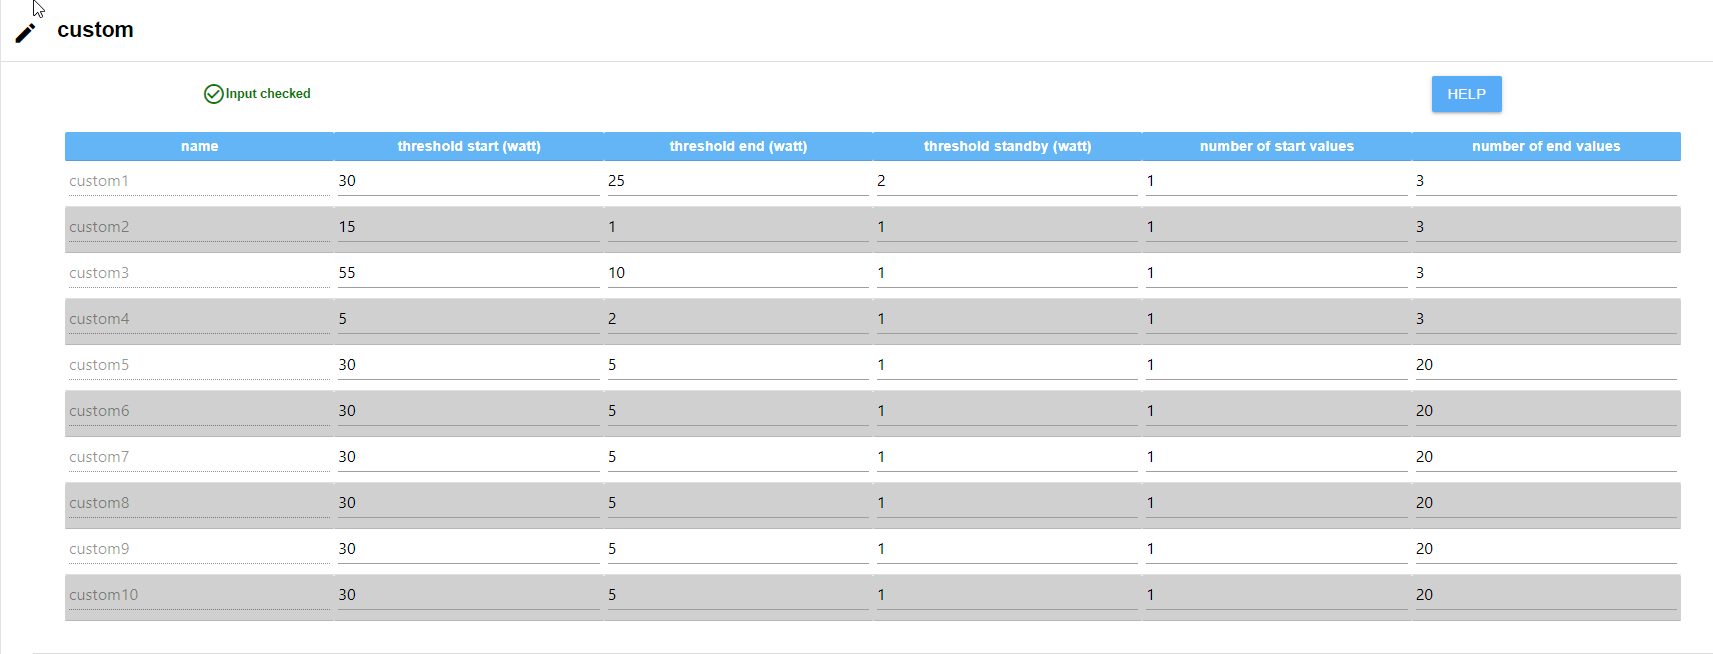 custom
Input checked
HELP
name threshold start (watt) threshold end (watt) threshold standby (watt) number of start values number of end values
custom1 30 25 2 1 3
custom2 15 1 1 1 3
custom3 55 10 1 1 3
custom4 5 2 1 1 3
custom5 30 5 1 1 20
custom6 30 5 1 1 20
custom7 30 5 1 1 20
custom8 30 5 1 1 20
custom9 30 5 1 1 20
custom10 30 5 1 1 20